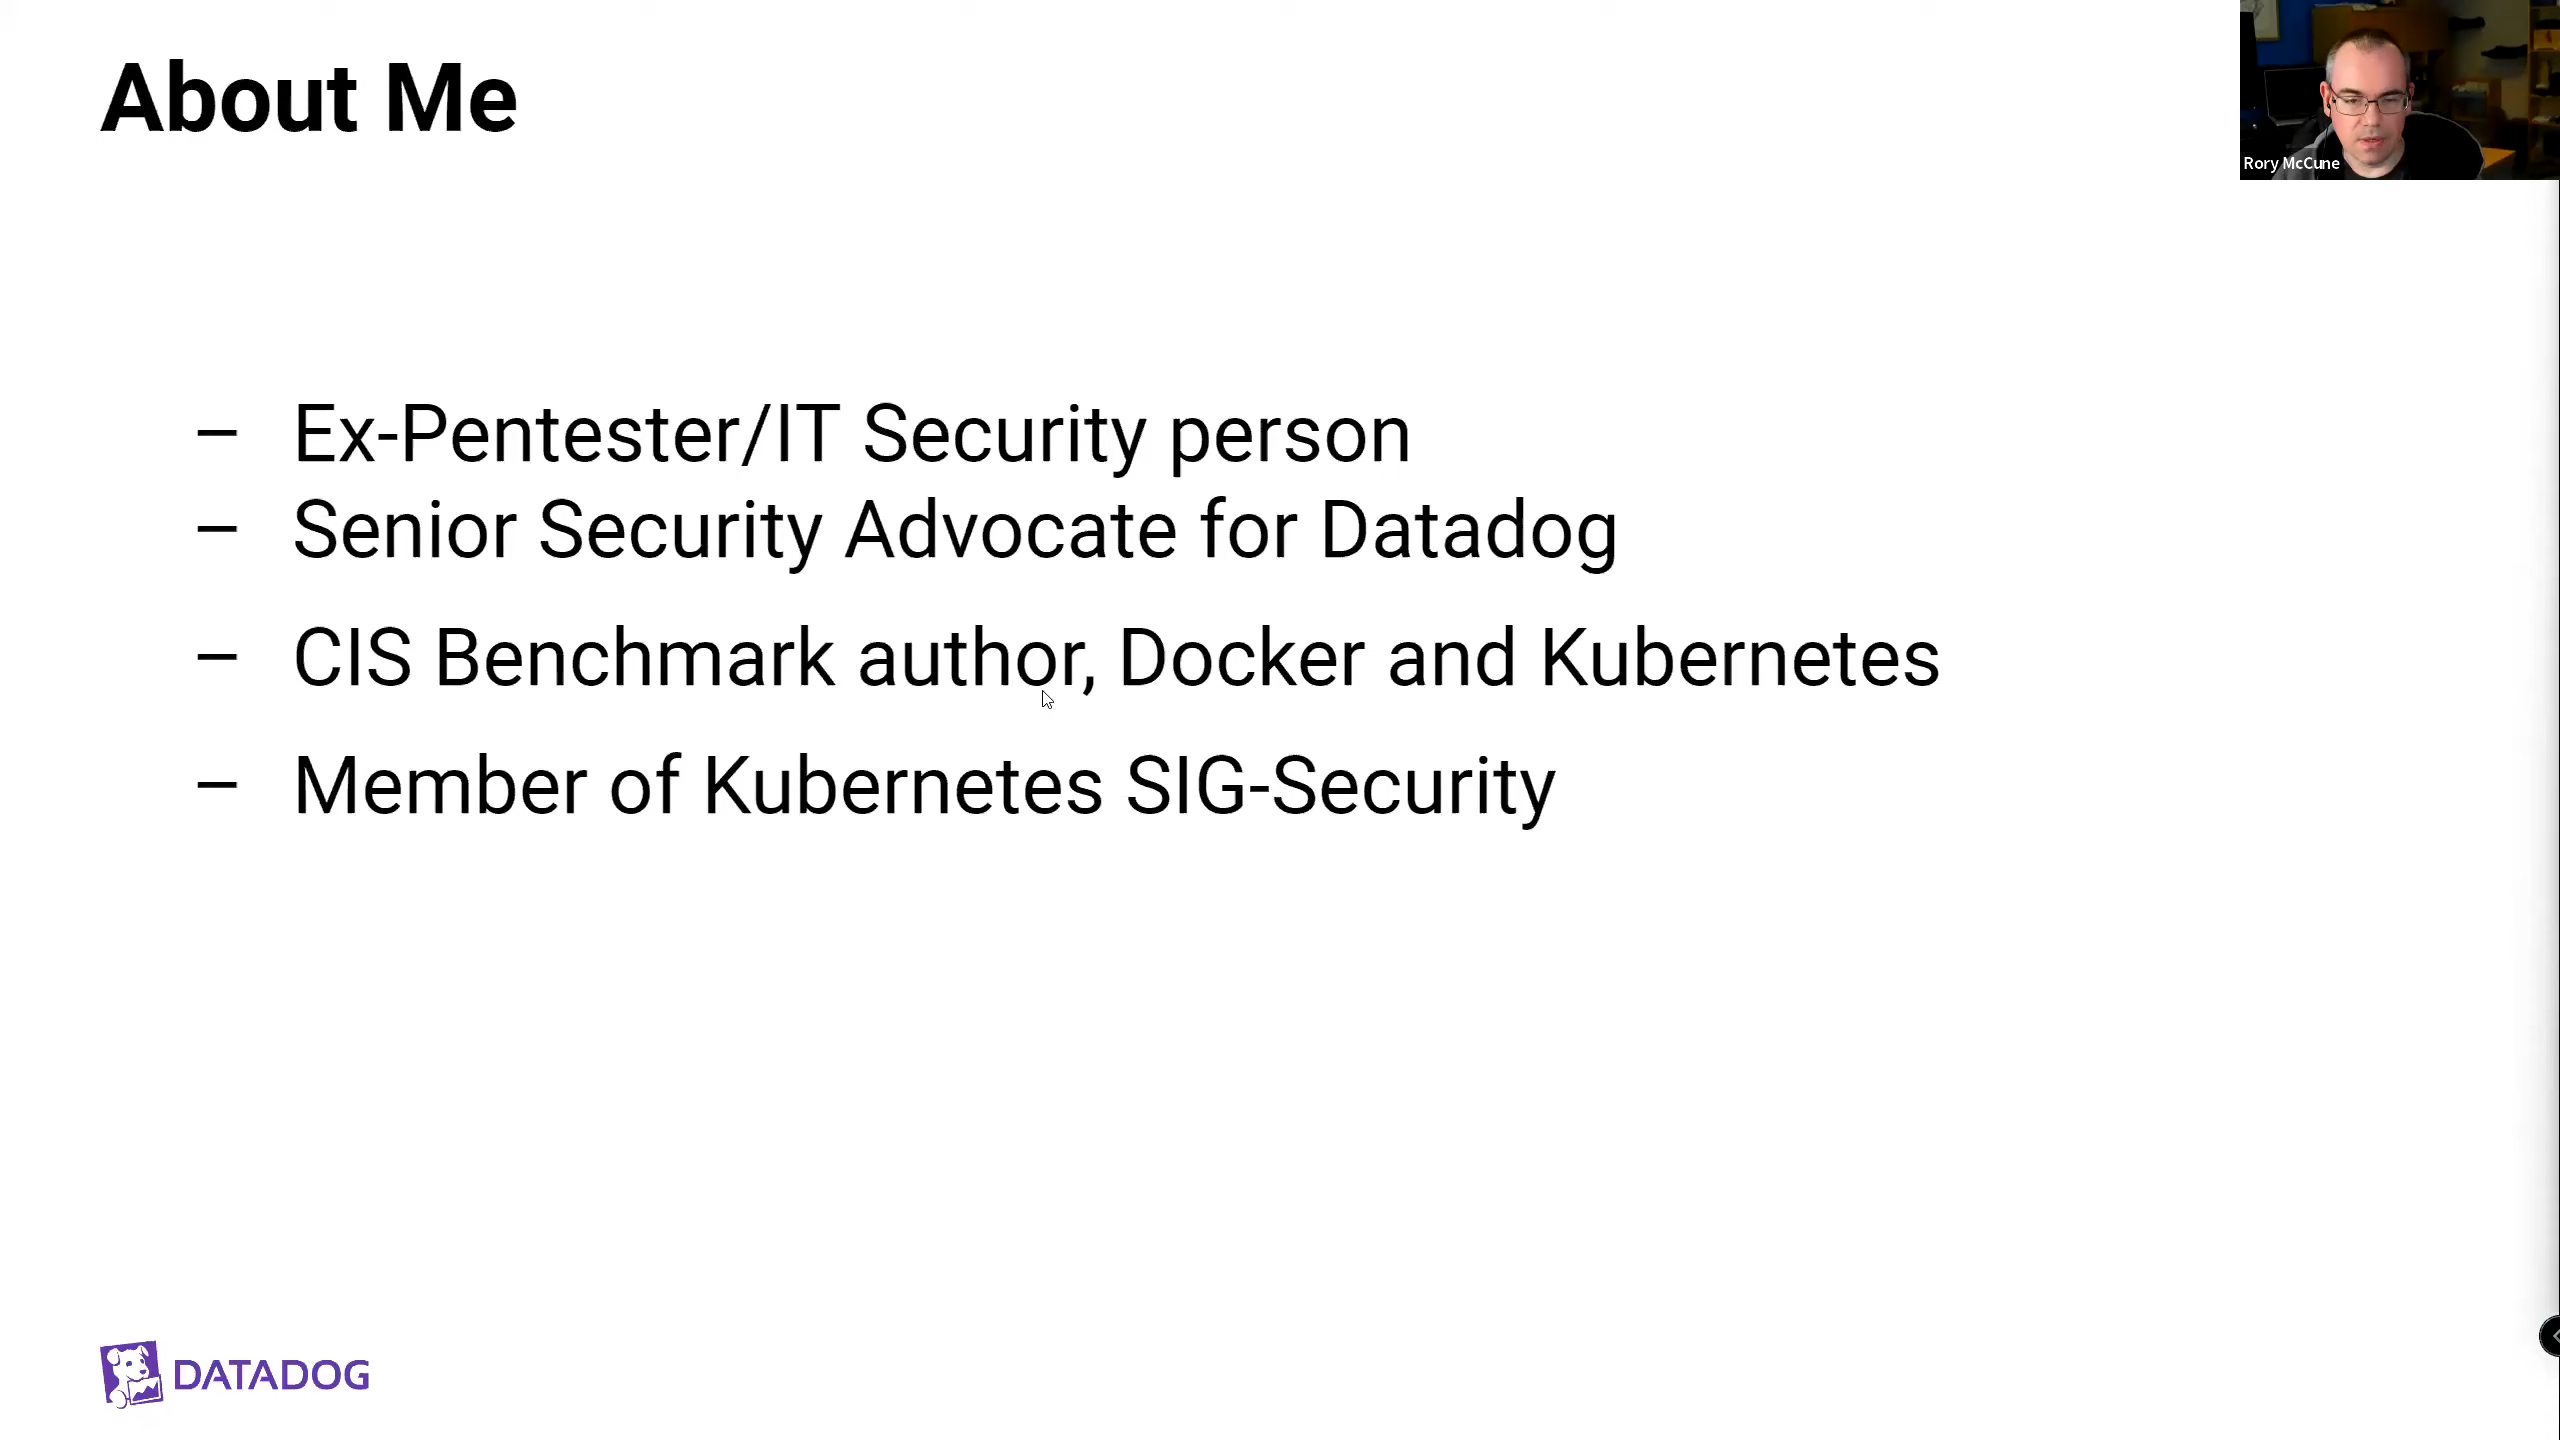 About Me
Rory McCune
– Ex-Pentester/IT Security person
– Senior Security Advocate for Datadog
– CIS Benchmark author, Docker and Kubernetes
– Member of Kubernetes SIG-Security
DATADOG